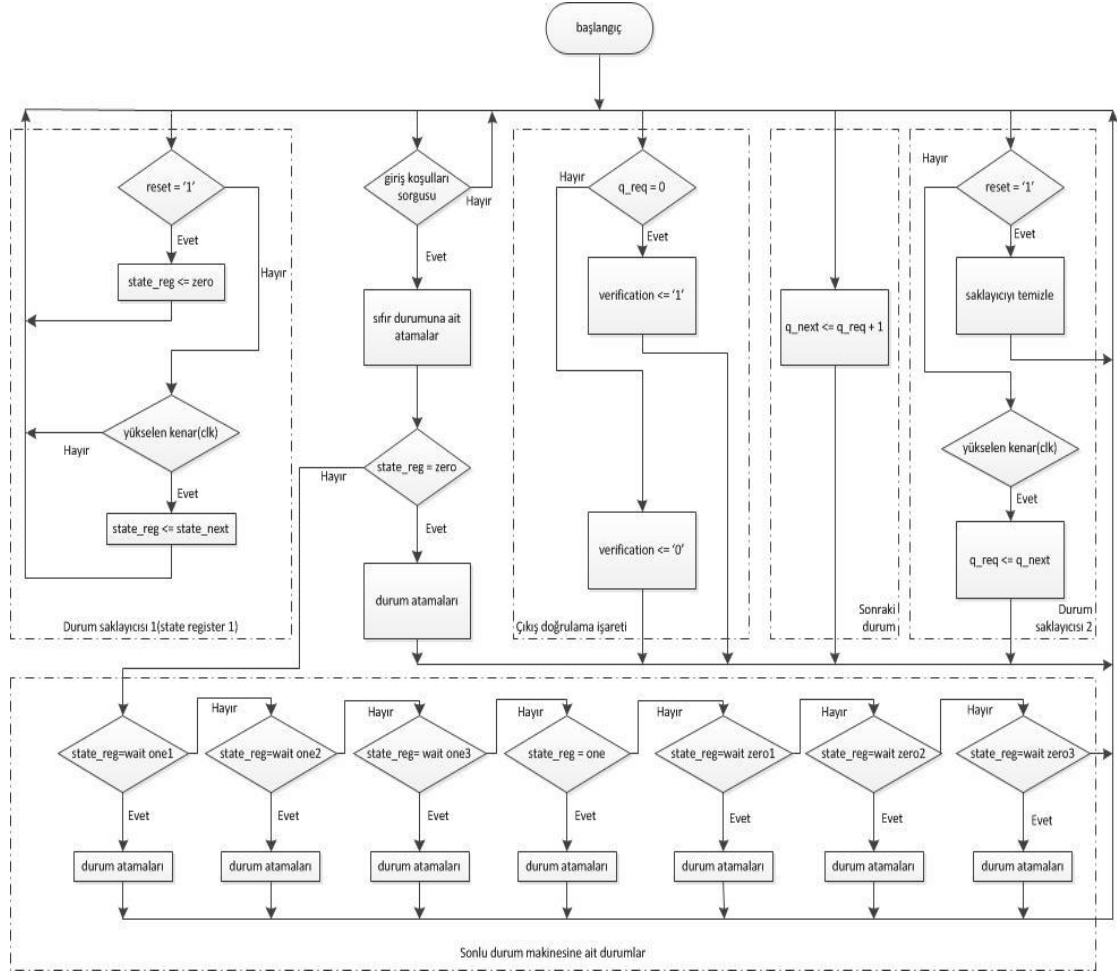 başlangıç
reset = ‘1’
Evet
Hayır
state_reg <= zero
yükselen kenar(clk)
Hayır
Evet
state_reg <= state_next
Durum saklayıcısı 1(state register 1)
giriş koşulları
sorgusu
Hayır
Evet
sıfır durumuna ait
atamalar
state_reg = zero
Hayır
Evet
durum atamaları
q_req = 0
Hayır
Evet
verification <= ‘1’
verification <= ‘0’
Çıkış doğrulama işareti
q_next <= q_req + 1
Sonraki
durum
Hayır
reset = ‘1’
Evet
saklayıcıyı temizle
yükselen kenar(clk)
Evet
q_req <= q_next
Durum
saklayıcısı 2
state_reg=wait one1
Hayır
Evet
durum atamaları
state_reg=wait one2
Hayır
Evet
durum atamaları
state_reg= wait one3
Hayır
Evet
durum atamaları
state_reg = one
Hayır
Evet
durum atamaları
state_reg=wait zero1
Hayır
Evet
durum atamaları
state_reg=wait zero2
Hayır
Evet
durum atamaları
state_reg=wait zero3
Evet
durum atamaları
Sonlu durum makinesine ait durumlar